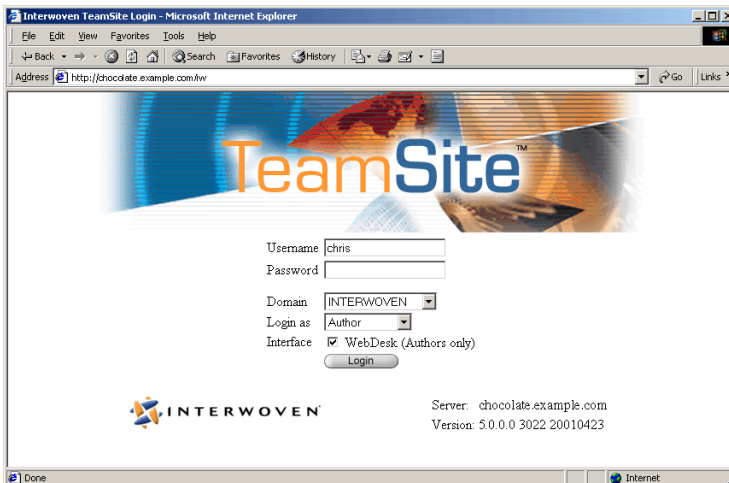 Interwoven TeamSite Login - Microsoft Internet Explorer
File Edit View Favorites Tools Help
Back Search Favorites History
Address http://chocolate.example.com/iw Go Links
TeamSite™
Username chris
Password
Domain INTERWOVEN
Login as Author
Interface WebDesk (Authors only)
Login
INTERWOVEN
Server: chocolate.example.com
Version: 5.0.0.0 3022 20010423
Done Internet